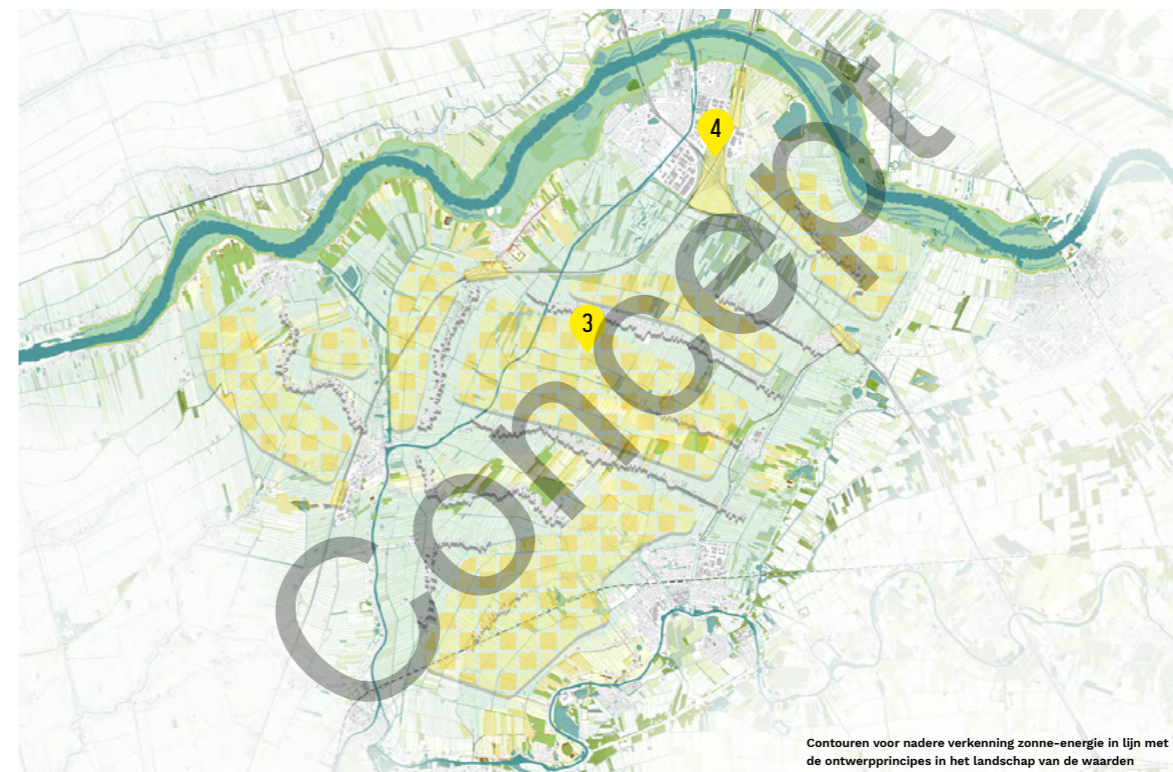 4
3
Concept
Contouren voor nadere verkenning zonne-energie in lijn met
de ontwerpprincipes in het landschap van de waarden